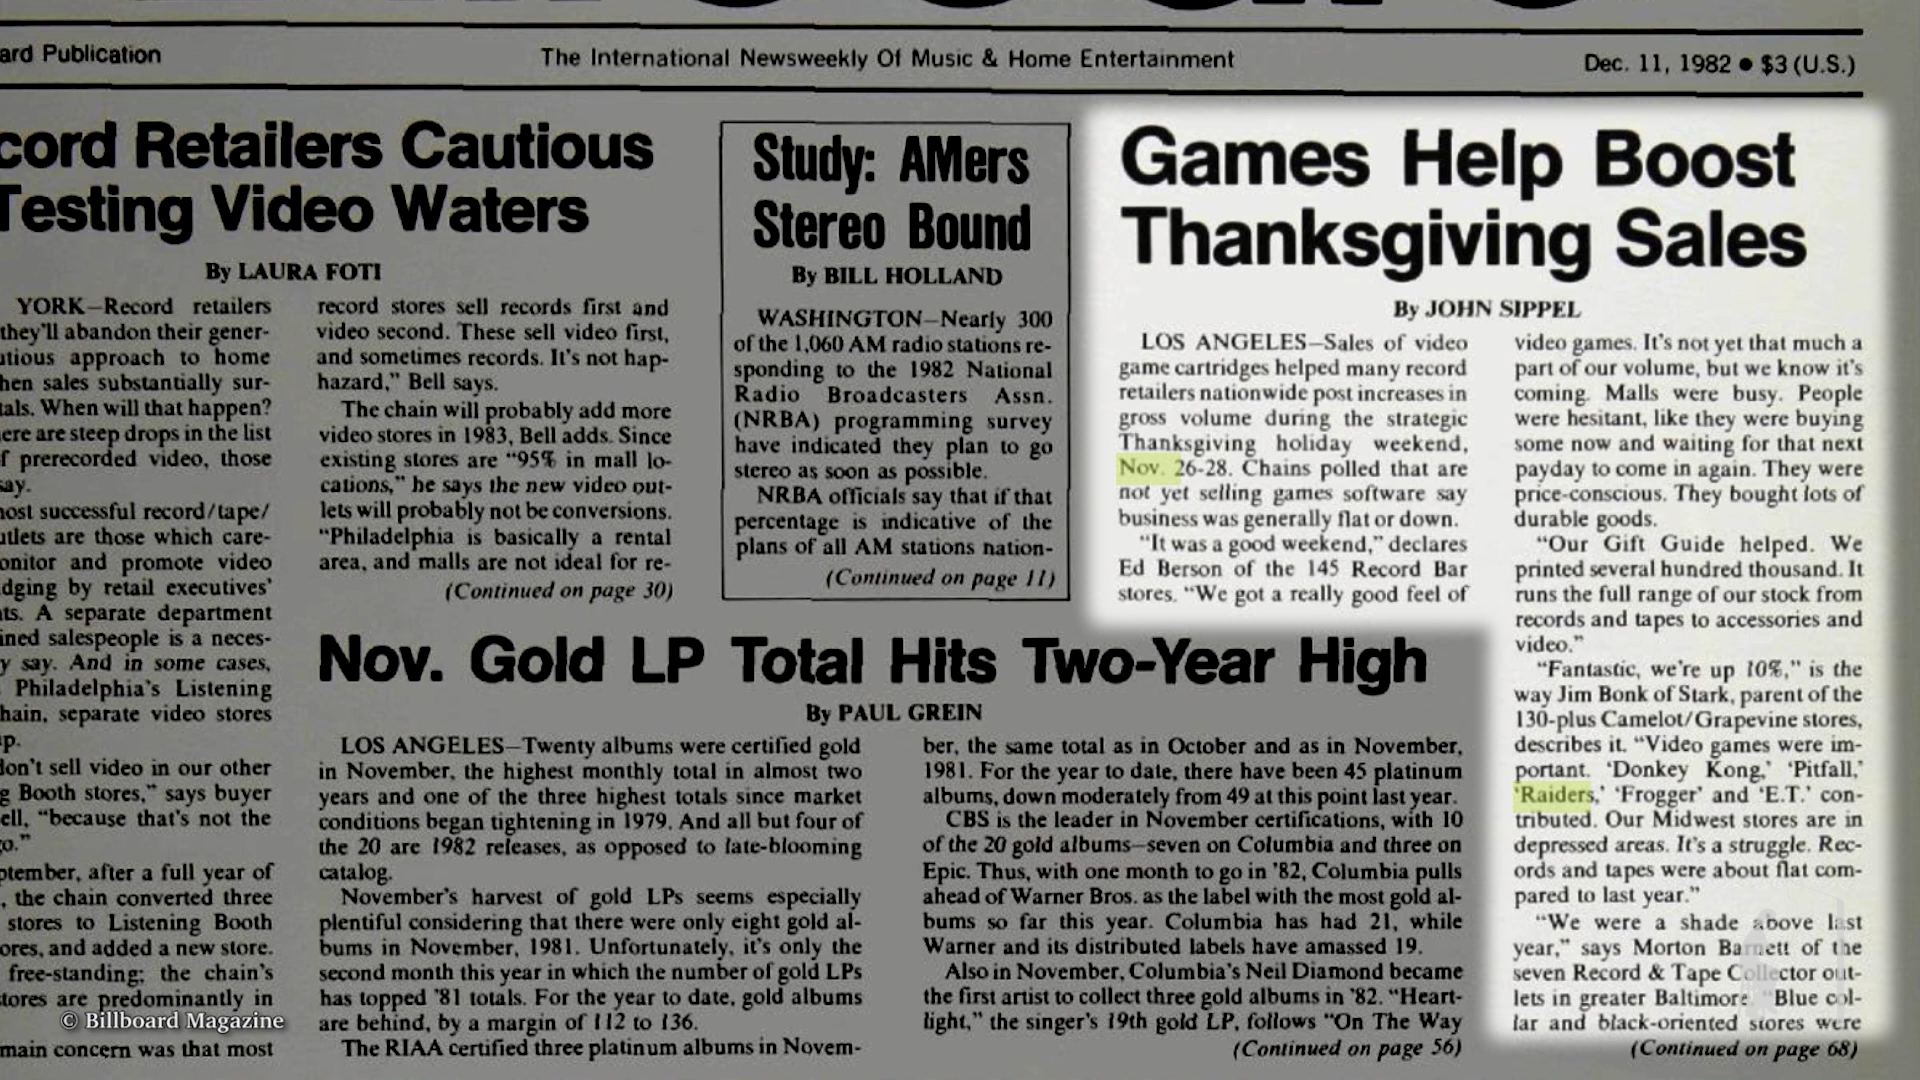 ard Publication
The International Newsweekly Of Music & Home Entertainment
Dec. 11, 1982 ● $3 (U.S.)
cord Retailers Cautious
Testing Video Waters
By LAURA FOTI
YORK—Record retailers
they'll abandon their gener-
utious approach to home
hen sales substantially sur-
tals. When will that happen?
ere are steep drops in the list
f prerecorded video, those
say.
nost successful record/tape/
utlets are those which care-
onitor and promote video
dging by retail executives'
ts. A separate department
ined salespeople is a neces-
y say. And in some cases,
Philadelphia's Listening
hain, separate video stores
p.
don't sell video in our other
g Booth stores," says buyer
ell, "because that's not the
go."
ptember, after a full year of
, the chain converted three
stores to Listening Booth
ores, and added a new store.
free-standing; the chain's
tores are predominantly in
© Billboard Magazine
main concern was that most
record stores sell records first and
video second. These sell video first,
and sometimes records. It's not hap-
hazard," Bell says.
The chain will probably add more
video stores in 1983, Bell adds. Since
existing stores are "95% in mall lo-
cations," he says the new video out-
lets will probably not be conversions.
"Philadelphia is basically a rental
area, and malls are not ideal for re-
(Continued on page 30)
Study: AMers
Stereo Bound
By BILL HOLLAND
WASHINGTON—Nearly 300
of the 1,060 AM radio stations re-
sponding to the 1982 National
Radio Broadcasters Assn.
(NRBA) programming survey
have indicated they plan to go
stereo as soon as possible.
NRBA officials say that if that
percentage is indicative of the
plans of all AM stations nation-
(Continued on page 11)
Nov. Gold LP Total Hits Two-Year High
By PAUL GREIN
LOS ANGELES—Twenty albums were certified gold
in November, the highest monthly total in almost two
years and one of the three highest totals since market
conditions began tightening in 1979. And all but four of
the 20 are 1982 releases, as opposed to late-blooming
catalog.
November's harvest of gold LPs seems especially
plentiful considering that there were only eight gold al-
bums in November, 1981. Unfortunately, it's only the
second month this year in which the number of gold LPs
has topped '81 totals. For the year to date, gold albums
are behind, by a margin of 112 to 136.
The RIAA certified three platinum albums in Novem-
ber, the same total as in October and as in November,
1981. For the year to date, there have been 45 platinum
albums, down moderately from 49 at this point last year.
CBS is the leader in November certifications, with 10
of the 20 gold albums—seven on Columbia and three on
Epic. Thus, with one month to go in '82, Columbia pulls
ahead of Warner Bros. as the label with the most gold al-
bums so far this year. Columbia has had 21, while
Warner and its distributed labels have amassed 19.
Also in November, Columbia's Neil Diamond became
the first artist to collect three gold albums in '82. "Heart-
light," the singer's 19th gold LP, follows "On The Way
(Continued on page 56)
Games Help Boost
Thanksgiving Sales
By JOHN SIPPEL
LOS ANGELES—Sales of video
game cartridges helped many record
retailers nationwide post increases in
gross volume during the strategic
Thanksgiving holiday weekend,
Nov. 26-28. Chains polled that are
not yet selling games software say
business was generally flat or down.
"It was a good weekend," declares
Ed Berson of the 145 Record Bar
stores. "We got a really good feel of
video games. It's not yet that much a
part of our volume, but we know it's
coming. Malls were busy. People
were hesitant, like they were buying
some now and waiting for that next
payday to come in again. They were
price-conscious. They bought lots of
durable goods.
"Our Gift Guide helped. We
printed several hundred thousand. It
runs the full range of our stock from
records and tapes to accessories and
video."
"Fantastic, we're up 10%," is the
way Jim Bonk of Stark, parent of the
130-plus Camelot/Grapevine stores,
describes it. "Video games were im-
portant. 'Donkey Kong,' 'Pitfall,'
'Raiders,' 'Frogger' and 'E.T.' con-
tributed. Our Midwest stores are in
depressed areas. It's a struggle. Rec-
ords and tapes were about flat com-
pared to last year."
"We were a shade above last
year," says Morton Barnett of the
seven Record & Tape Collector out-
lets in greater Baltimore. "Blue col-
lar and black-oriented stores were
(Continued on page 68)